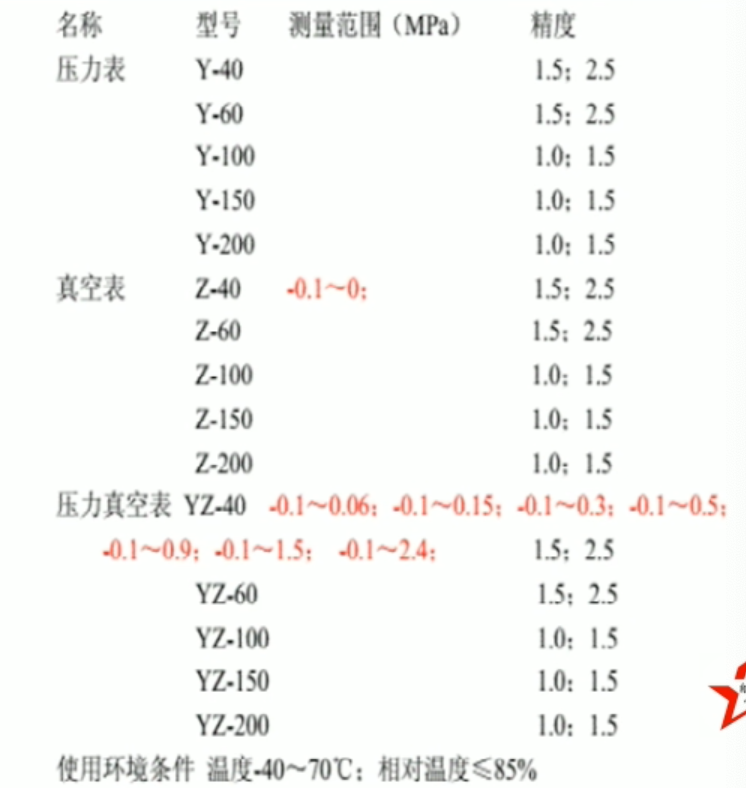 名称 型号 测量范围（MPa） 精度
压力表 Y-40 1.5；2.5
Y-60 1.5；2.5
Y-100 1.0；1.5
Y-150 1.0；1.5
Y-200 1.0；1.5
真空表 Z-40 -0.1～0； 1.5；2.5
Z-60 1.5；2.5
Z-100 1.0；1.5
Z-150 1.0；1.5
Z-200 1.0；1.5
压力真空表 YZ-40 -0.1～0.06；-0.1～0.15；-0.1～0.3；-0.1～0.5；
-0.1～0.9；-0.1～1.5； -0.1～2.4； 1.5；2.5
YZ-60 1.5；2.5
YZ-100 1.0；1.5
YZ-150 1.0；1.5
YZ-200 1.0；1.5
使用环境条件 温度-40～70℃；相对温度≤85%